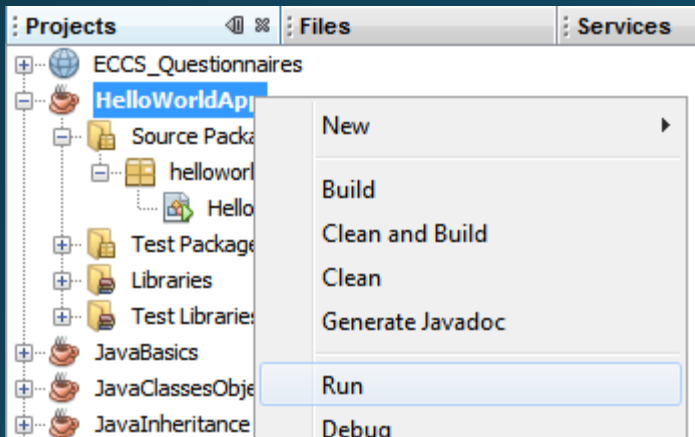 Projects
Files
Services
ECCS_Questionnaires
HelloWorldApp
Source Packa
hellowor
Hello
Test Package
Libraries
Test Libraries
JavaBasics
JavaClassesObje
JavaInheritance
New
Build
Clean and Build
Clean
Generate Javadoc
Run
Debug